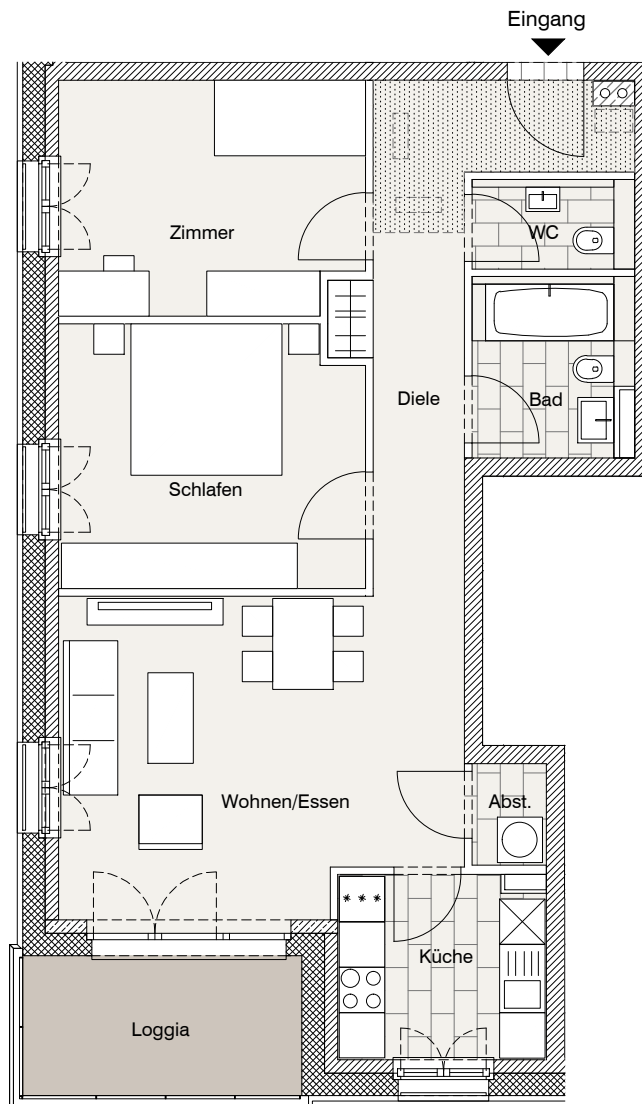 Eingang
Zimmer
WC
Diele
Bad
Schlafen
Wohnen/Essen
Abst.
Küche
Loggia